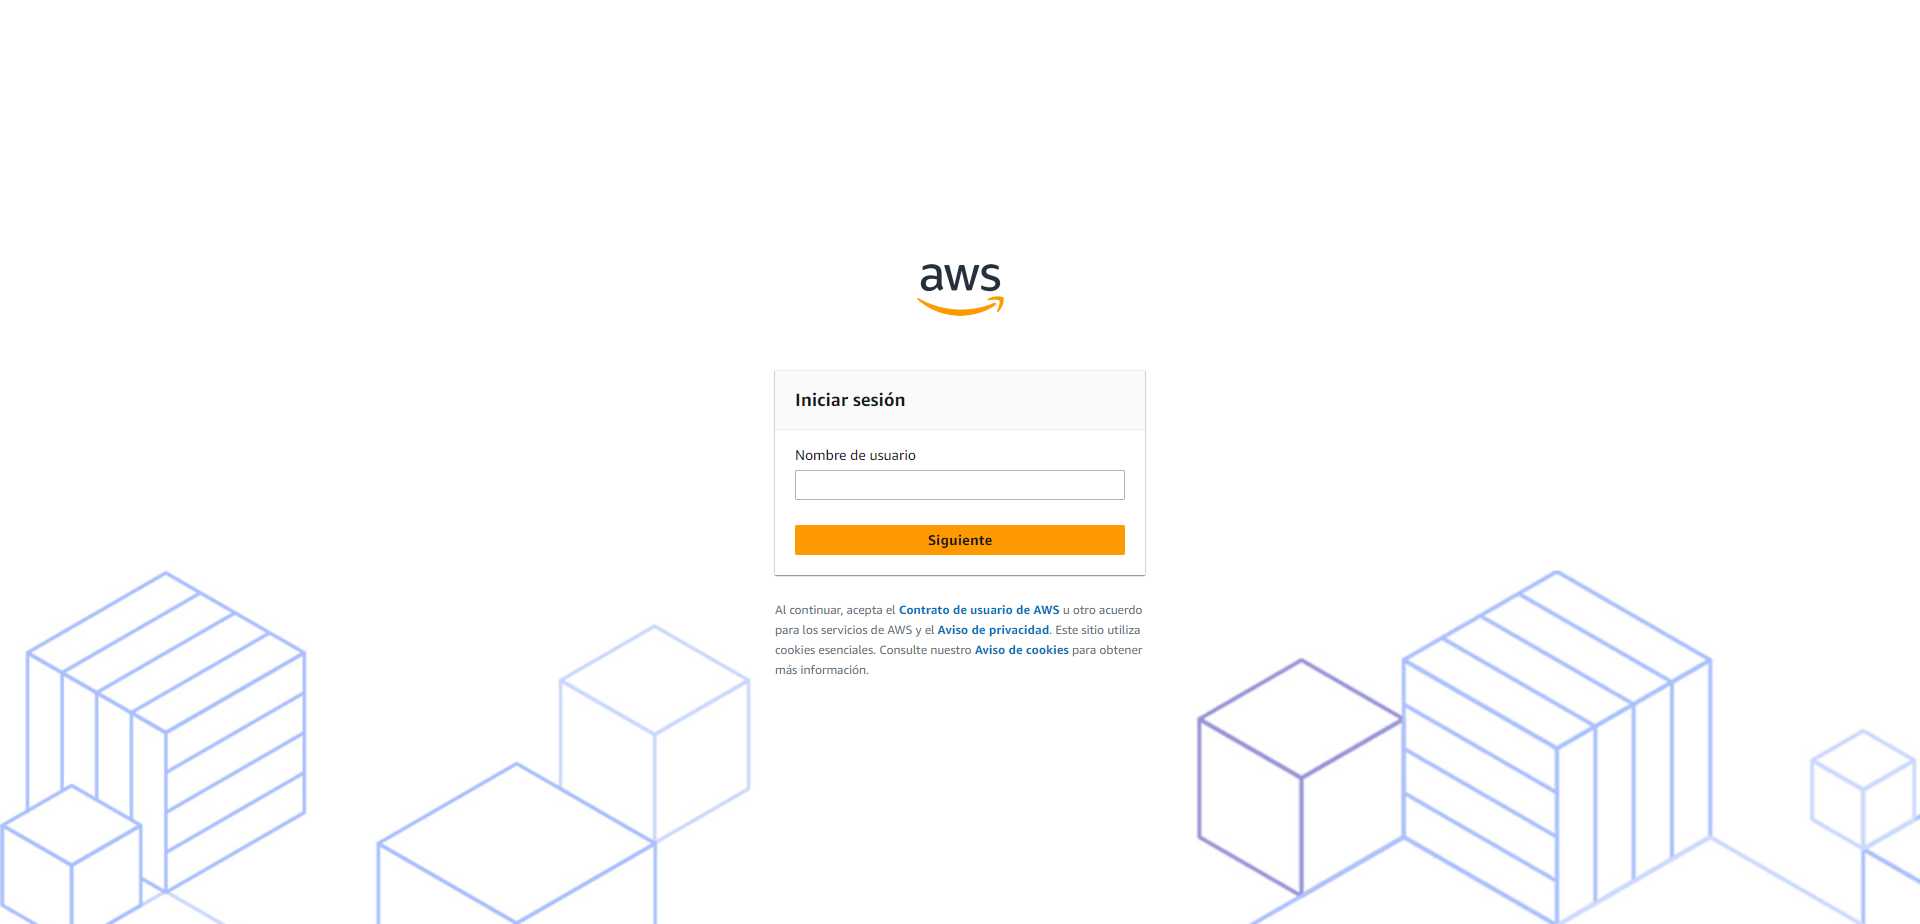 aws
Iniciar sesión
Nombre de usuario
Siguiente
Al continuar, acepta el Contrato de usuario de AWS u otro acuerdo
para los servicios de AWS y el Aviso de privacidad. Este sitio utiliza
cookies esenciales. Consulte nuestro Aviso de cookies para obtener
más información.